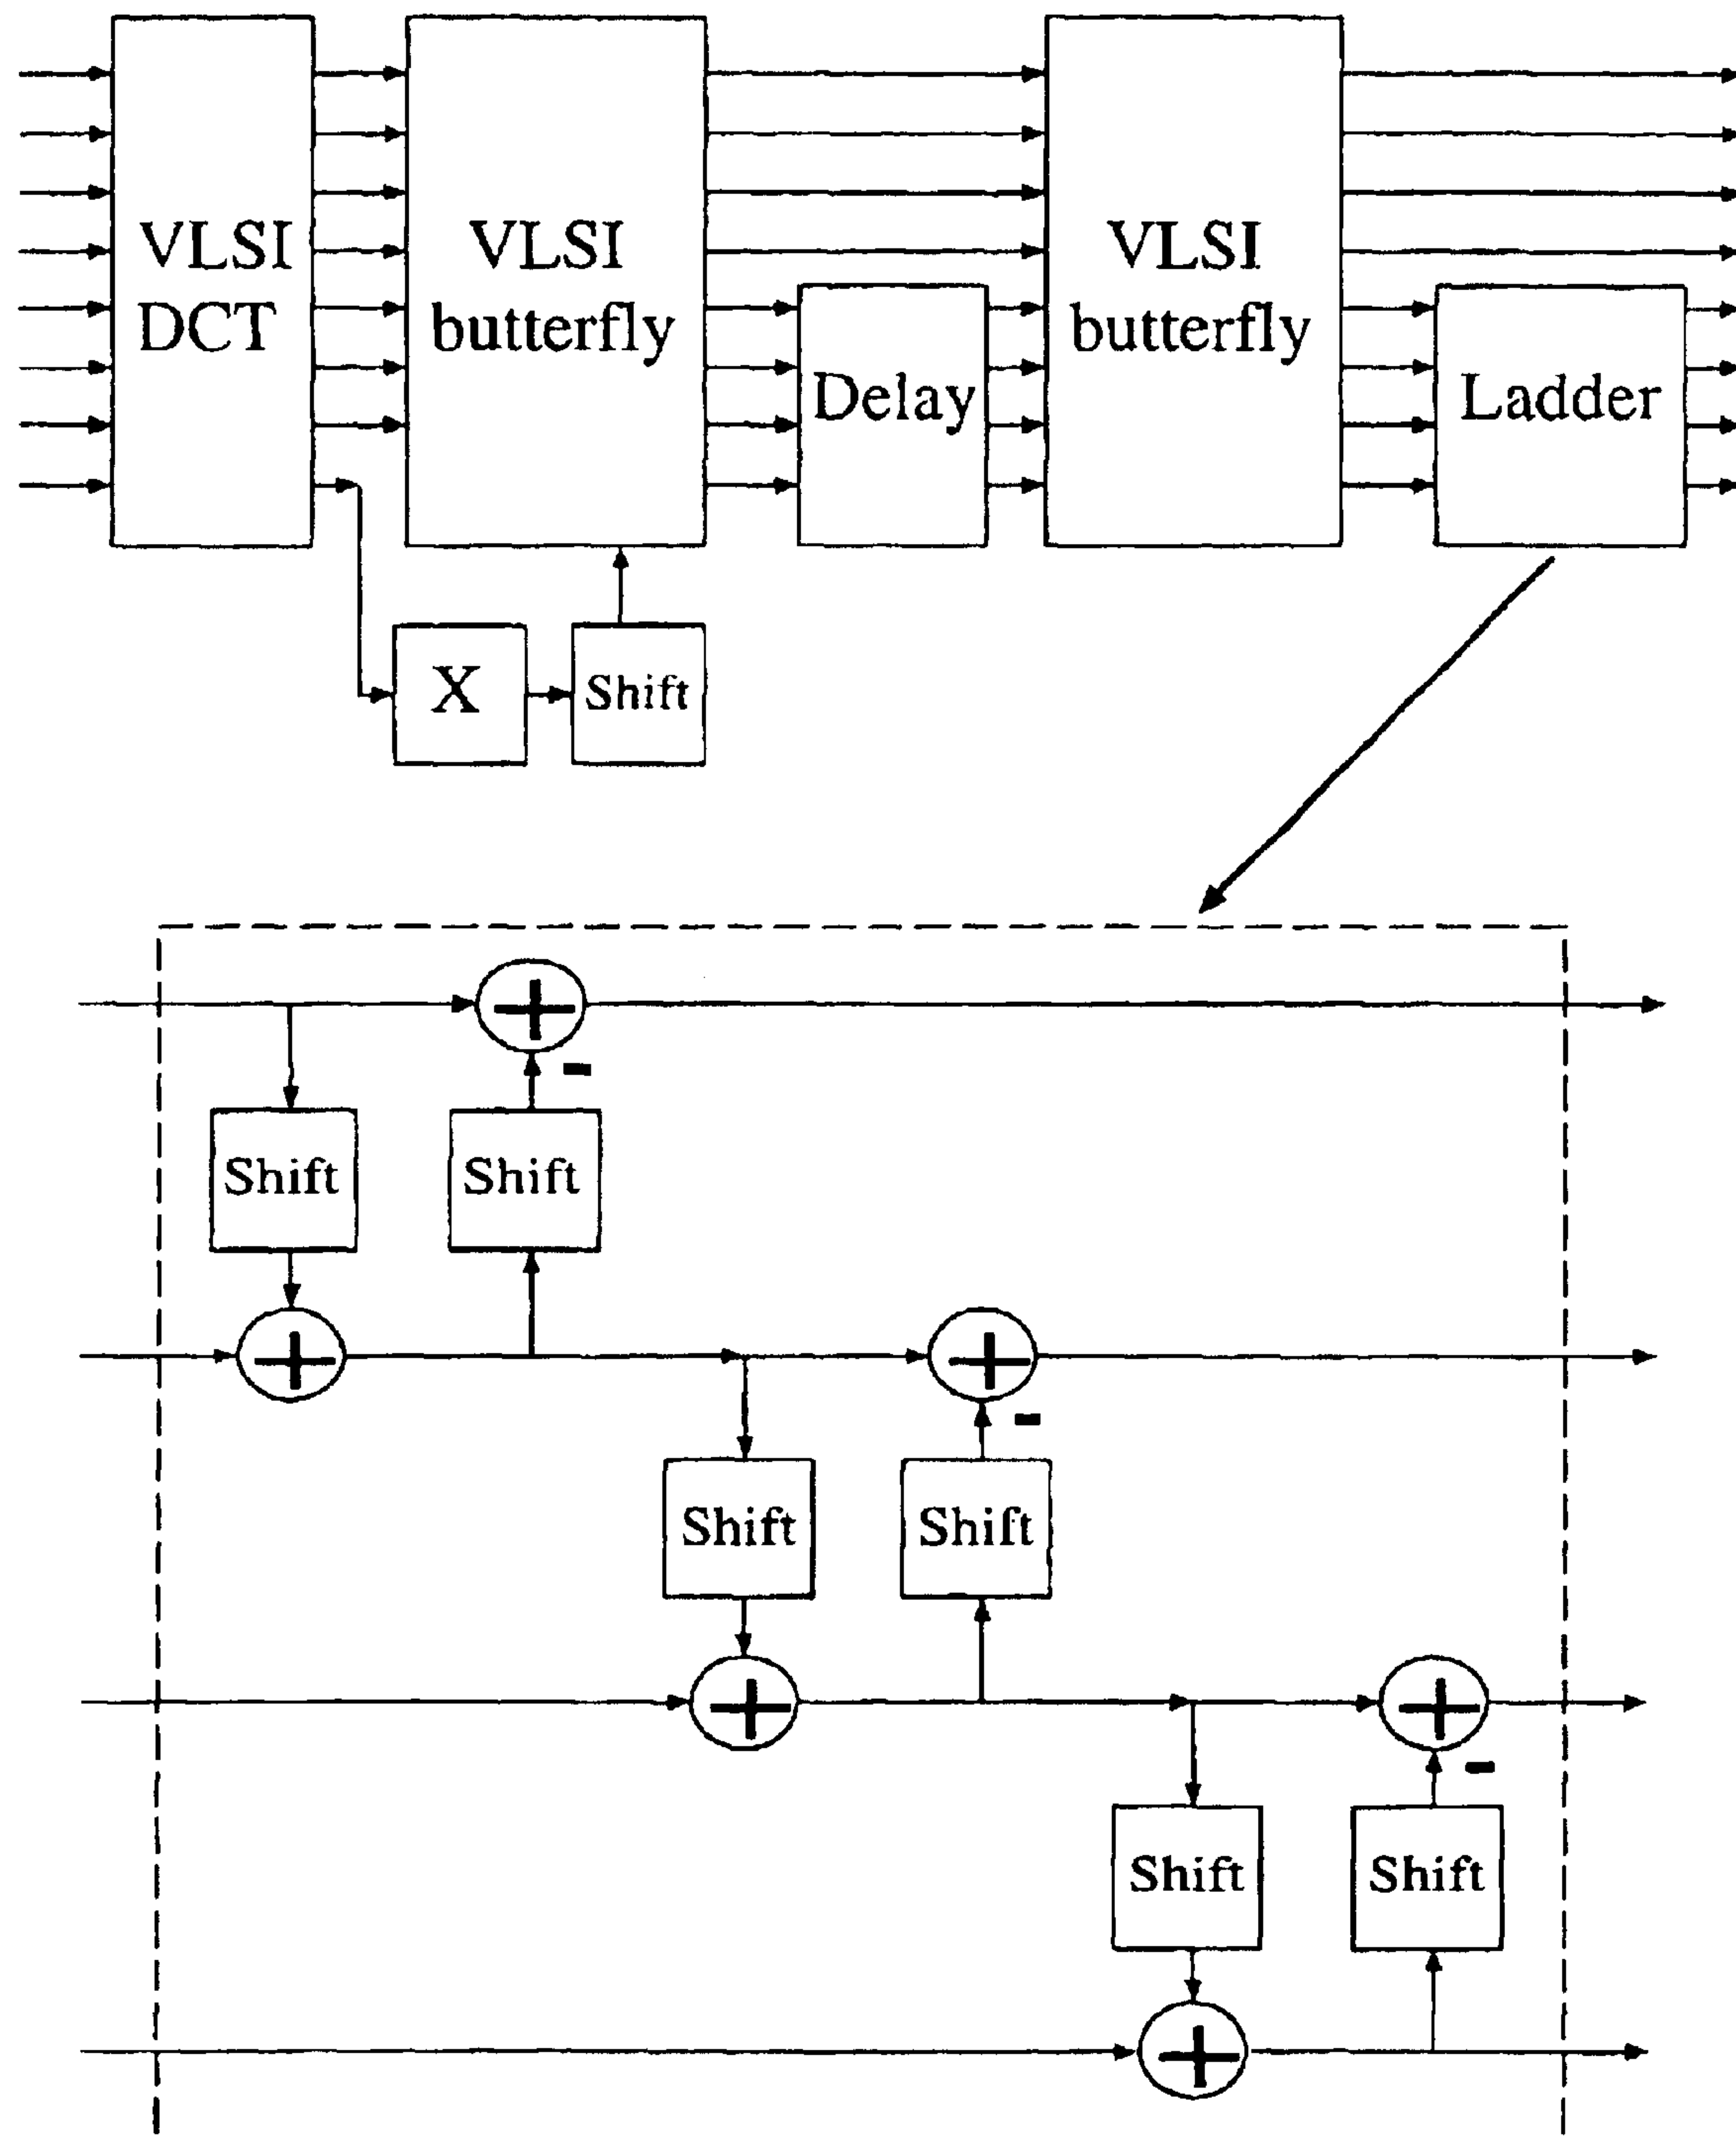 VLSI
DCT
VLSI
butterfly
Delay
VLSI
butterfly
Ladder
X
Shift
+
-
Shift
Shift
+
+
-
Shift
Shift
+
+
-
Shift
Shift
+